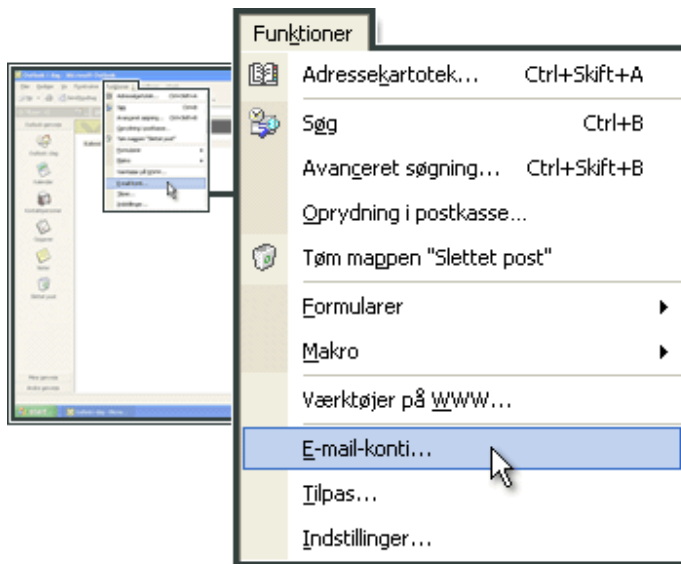 Funktioner
Adressekartotek... Ctrl+Skift+A
Søg Ctrl+B
Avanceret søgning... Ctrl+Skift+B
Oprydning i postkasse...
Tøm mappen "Slettet post"
Formularer
Makro
Værktøjer på WWW...
E-mail-konti...
Tilpas...
Indstillinger...